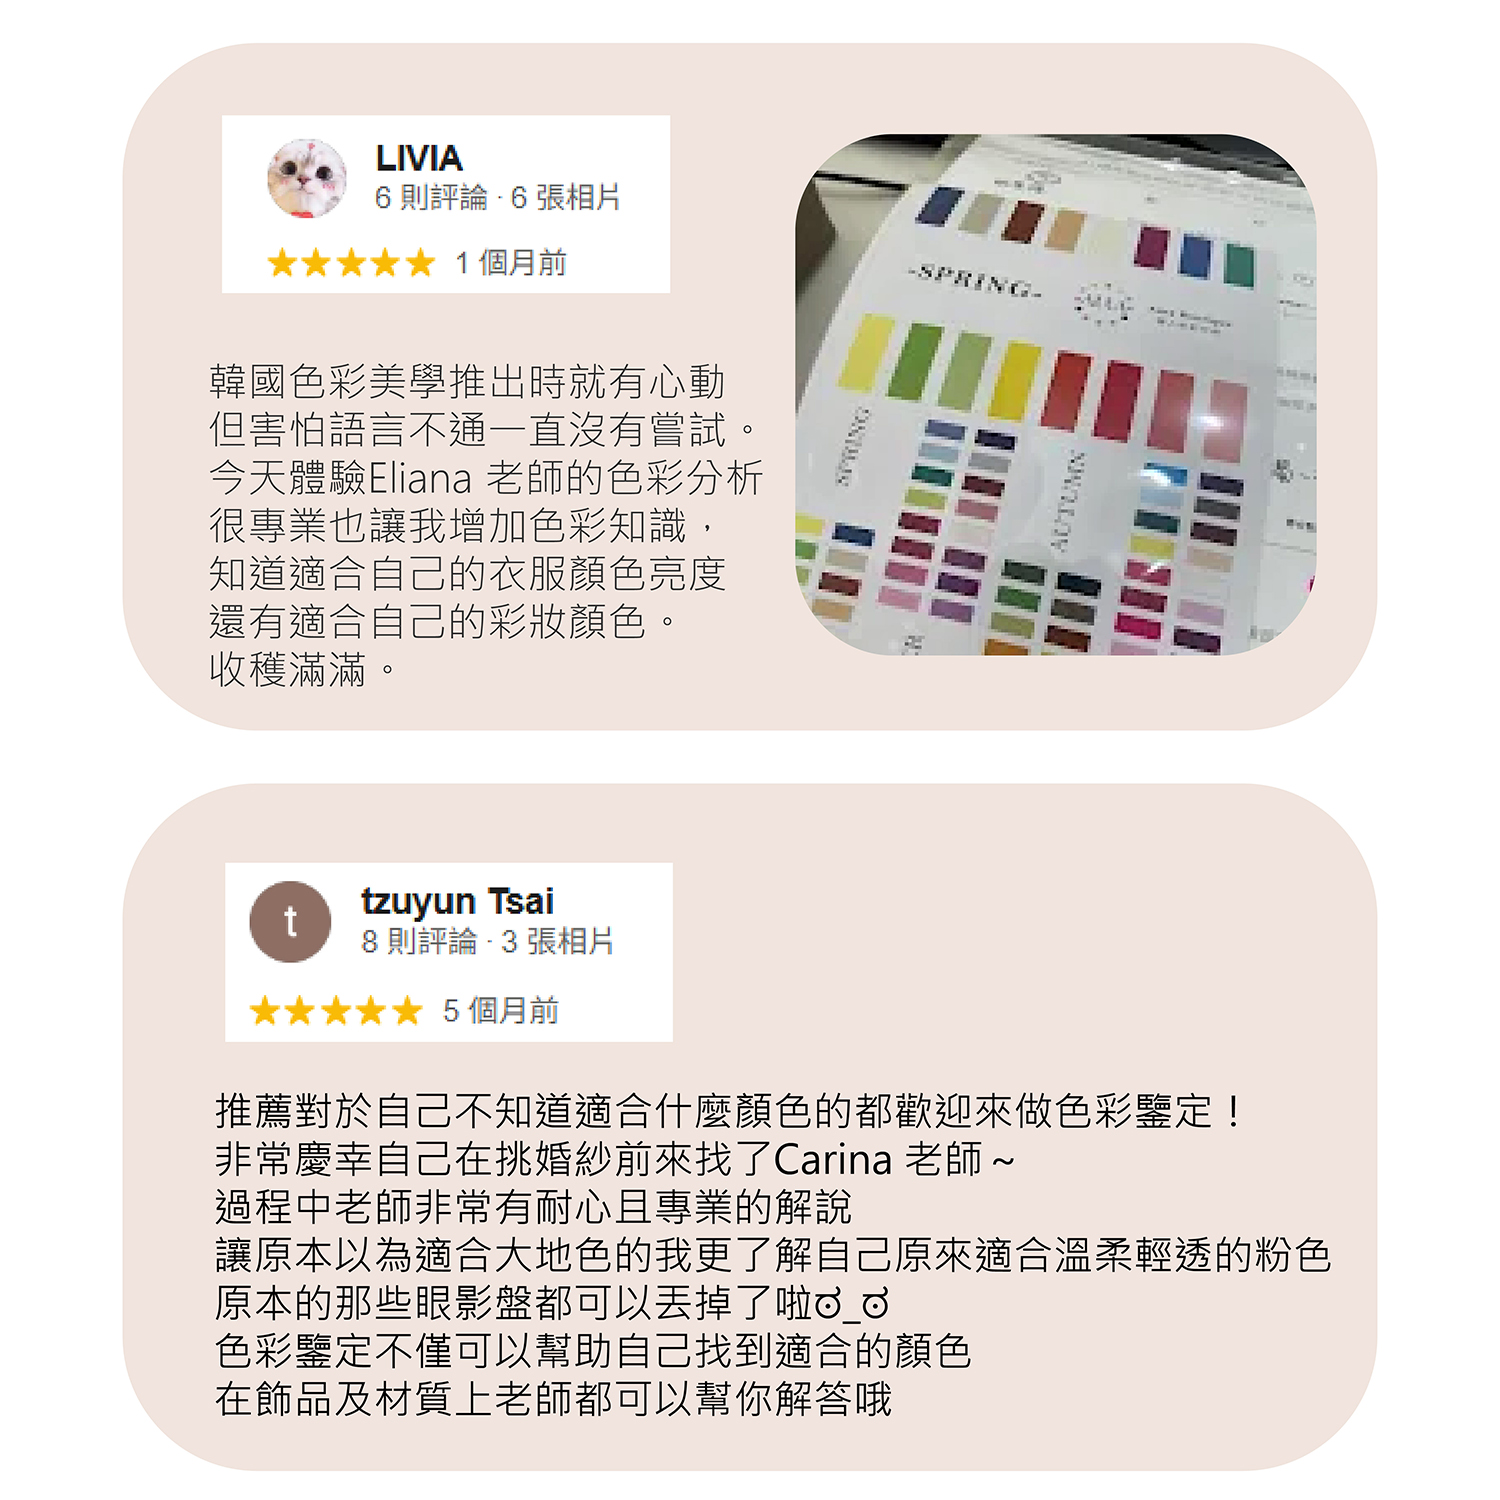 LIVIA
6 則評論 · 6 張相片
1 個月前
韓國色彩美學推出時就有心動
但害怕語言不通一直沒有嘗試。
今天體驗Eliana 老師的色彩分析
很專業也讓我增加色彩知識，
知道適合自己的衣服顏色亮度
還有適合自己的彩妝顏色。
收穫滿滿。
-SPRING-
SPRING
AUTUMN
t
tzuyun Tsai
8 則評論 · 3 張相片
5 個月前
推薦對於自己不知道適合什麼顏色的都歡迎來做色彩鑒定！
非常慶幸自己在挑婚紗前來找了Carina 老師～
過程中老師非常有耐心且專業的解說
讓原本以為適合大地色的我更了解自己原來適合溫柔輕透的粉色
原本的那些眼影盤都可以丟掉了啦ಠ_ಠ
色彩鑒定不僅可以幫助自己找到適合的顏色
在飾品及材質上老師都可以幫你解答哦